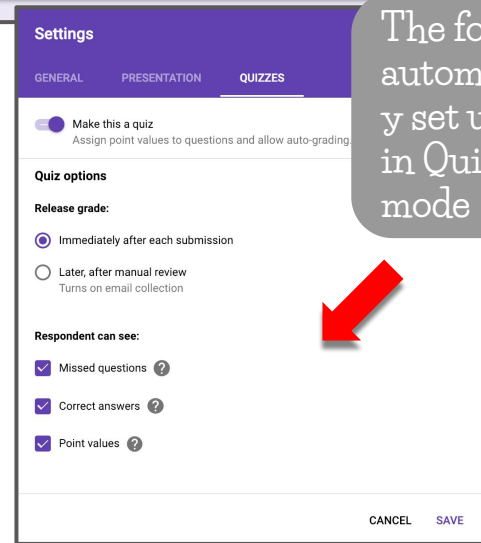 Settings
GENERAL PRESENTATION QUIZZES
Make this a quiz
Assign point values to questions and allow auto-grading.
Quiz options
Release grade:
Immediately after each submission
Later, after manual review
Turns on email collection
Respondent can see:
Missed questions
Correct answers
Point values
CANCEL SAVE
The
autom
y set
in
mode